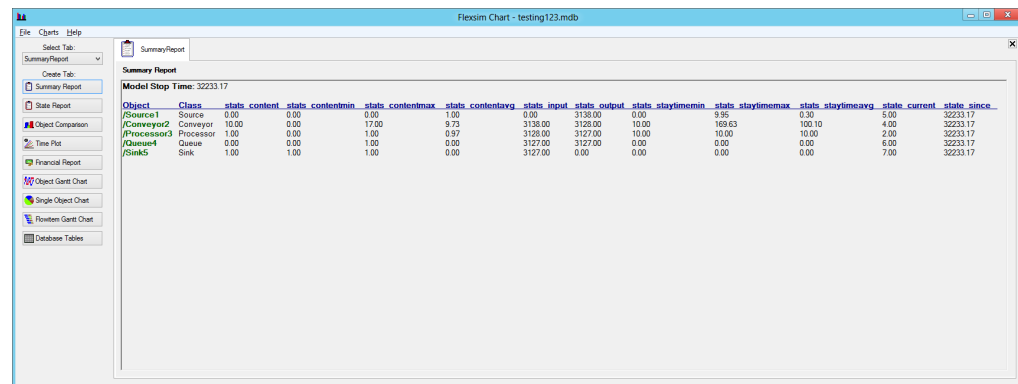 Flexsim Chart - testing123.mdb
File Charts Help
Select Tab:
SummaryReport
Create Tab:
Summary Report
State Report
Object Comparison
Time Plot
Financial Report
Object Gantt Chart
Single Object Chart
Flowitem Gantt Chart
Database Tables
SummaryReport
Summary Report
Model Stop Time: 32233.17
Object Class stats_content stats_contentmin stats_contentmax stats_contentavg stats_input stats_output stats_staytimemin stats_staytimemax stats_staytimeavg state_current state_since
/Source1 Source 0.00 0.00 0.00 1.00 0.00 3138.00 0.00 9.95 0.30 5.00 32233.17
/Conveyor2 Conveyor 10.00 0.00 17.00 9.73 3138.00 3128.00 10.00 169.63 100.10 4.00 32233.17
/Processor3 Processor 1.00 0.00 1.00 0.97 3128.00 3127.00 10.00 10.00 10.00 2.00 32233.17
/Queue4 Queue 0.00 0.00 1.00 0.00 3127.00 3127.00 0.00 0.00 0.00 6.00 32233.17
/Sink5 Sink 1.00 1.00 1.00 0.00 3127.00 0.00 0.00 0.00 0.00 7.00 32233.17